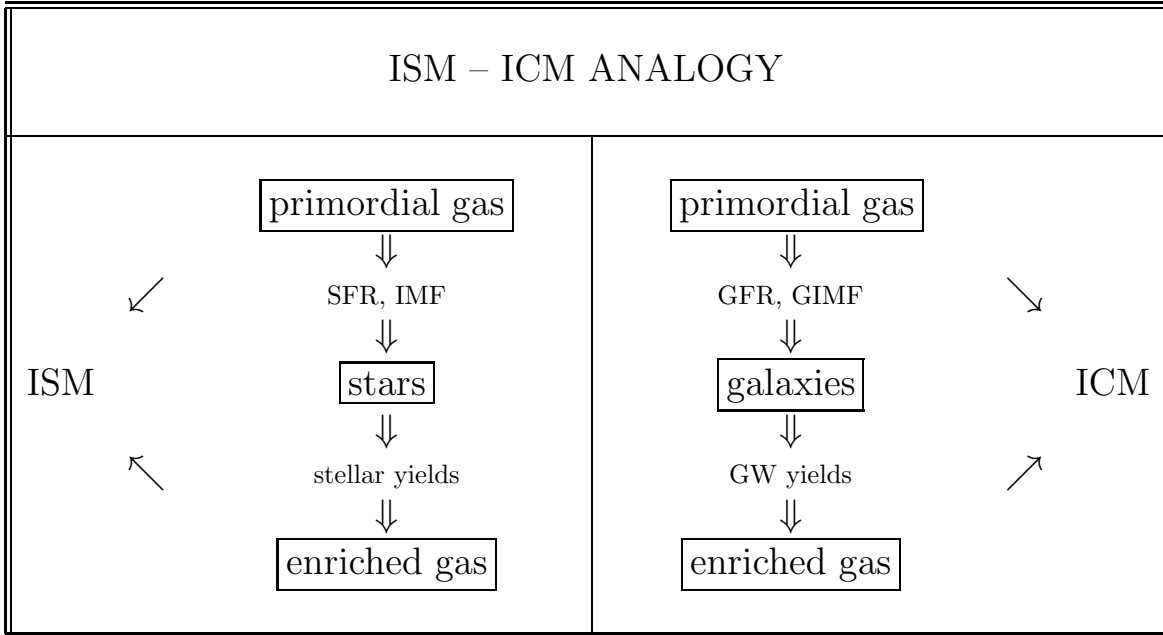 ISM – ICM ANALOGY
primordial gas
⇓
SFR, IMF
⇓
stars
⇓
stellar yields
⇓
enriched gas
↙
ISM
↖
primordial gas
⇓
GFR, GIMF
⇓
galaxies
⇓
GW yields
⇓
enriched gas
↘
ICM
↗